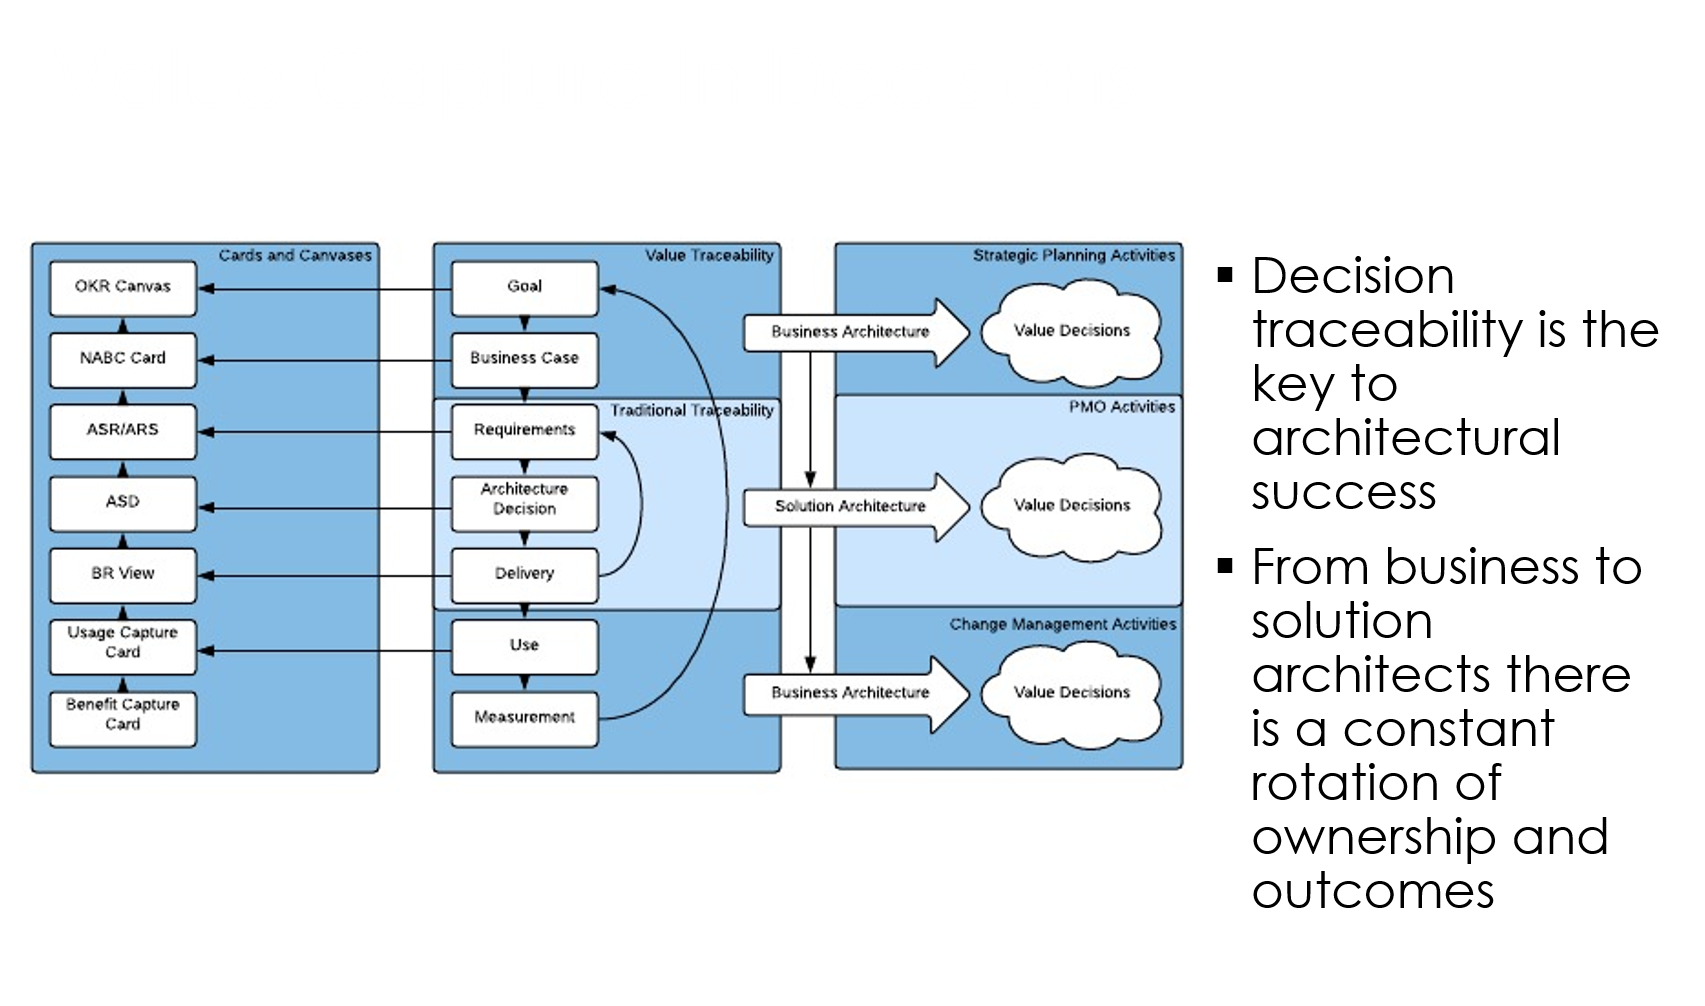 Cards and Canvases
OKR Canvas
NABC Card
ASR/ARS
ASD
BR View
Usage Capture
Card
Benefit Capture
Card
Value Traceability
Goal
Business Case
Traditional Traceability
Requirements
Architecture
Decision
Delivery
Use
Measurement
Business Architecture
Solution Architecture
Business Architecture
Strategic Planning Activities
Value Decisions
PMO Activities
Value Decisions
Change Management Activities
Value Decisions
▪ Decision
traceability is the
key to
architectural
success
▪ From business to
solution
architects there
is a constant
rotation of
ownership and
outcomes